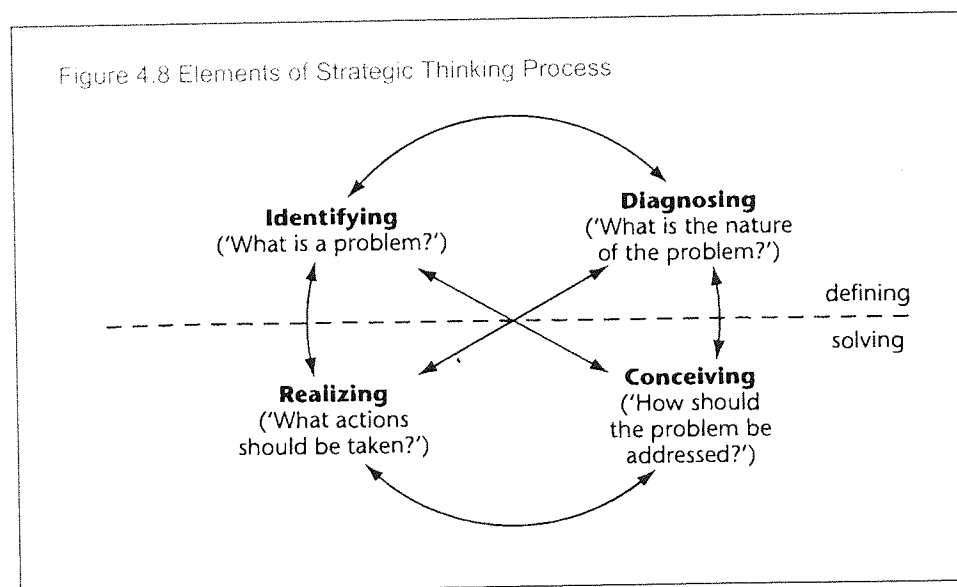 Figure 4.8 Elements of Strategic Thinking Process
Identifying
('What is a problem?')
Diagnosing
('What is the nature
of the problem?')
defining
solving
Realizing
('What actions
should be taken?')
Conceiving
('How should
the problem be
addressed?')